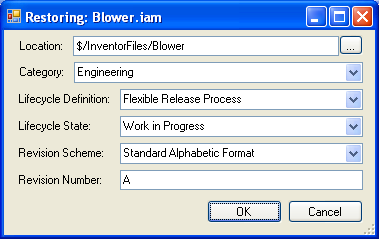 Restoring: Blower.iam
Location: $/InventorFiles/Blower ...
Category: Engineering
Lifecycle Definition: Flexible Release Process
Lifecycle State: Work in Progress
Revision Scheme: Standard Alphabetic Format
Revision Number: A
OK Cancel